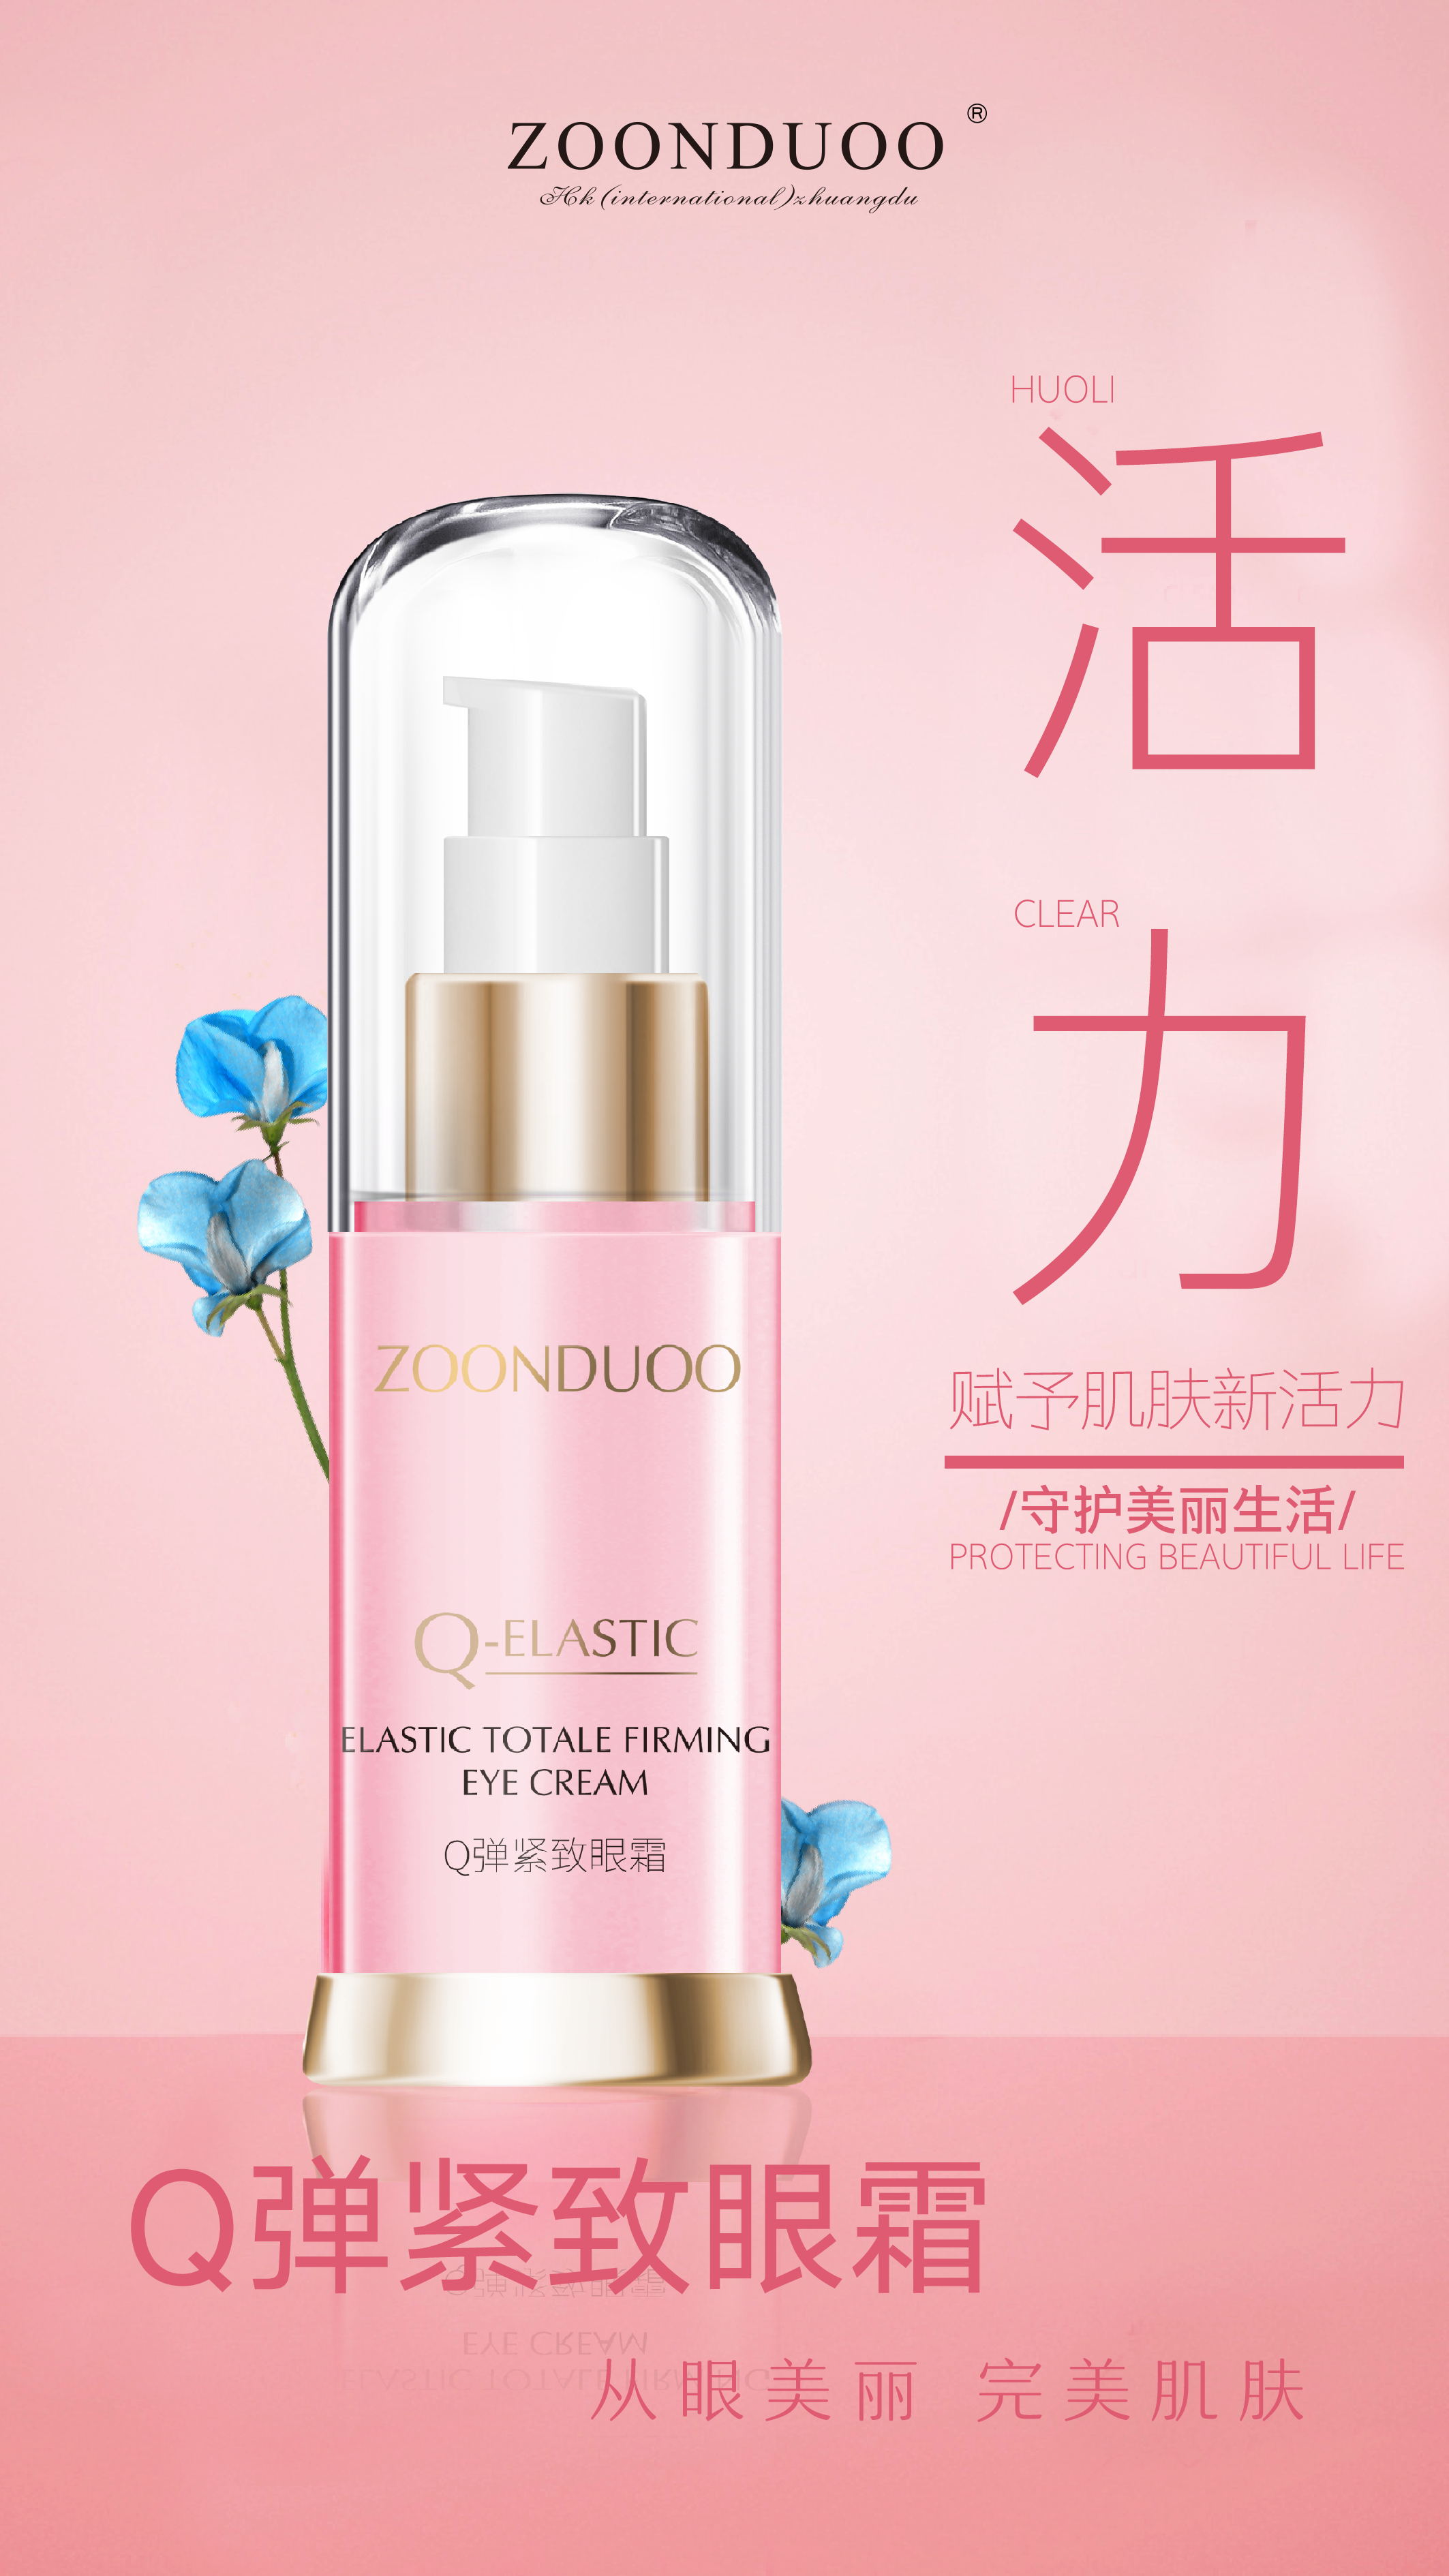 ZOONDUOO®
Hk(international)zhuangdu
HUOLI
活
CLEAR
力
赋予肌肤新活力
/守护美丽生活/
PROTECTING BEAUTIFUL LIFE
ZOONDUOO
Q-ELASTIC
ELASTIC TOTALE FIRMING
EYE CREAM
Q弹紧致眼霜
Q弹紧致眼霜
从眼美丽 完美肌肤